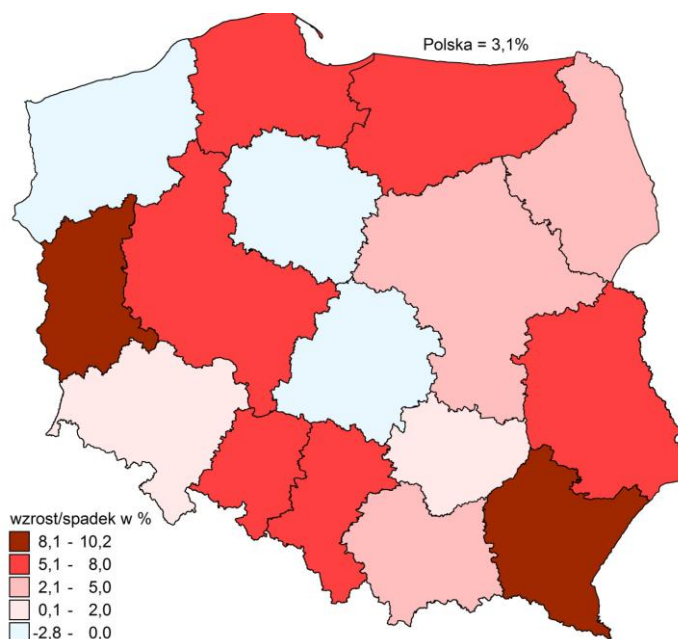 Polska = 3,1%
wzrost/spadek w %
8,1 - 10,2
5,1 - 8,0
2,1 - 5,0
0,1 - 2,0
-2,8 - 0,0